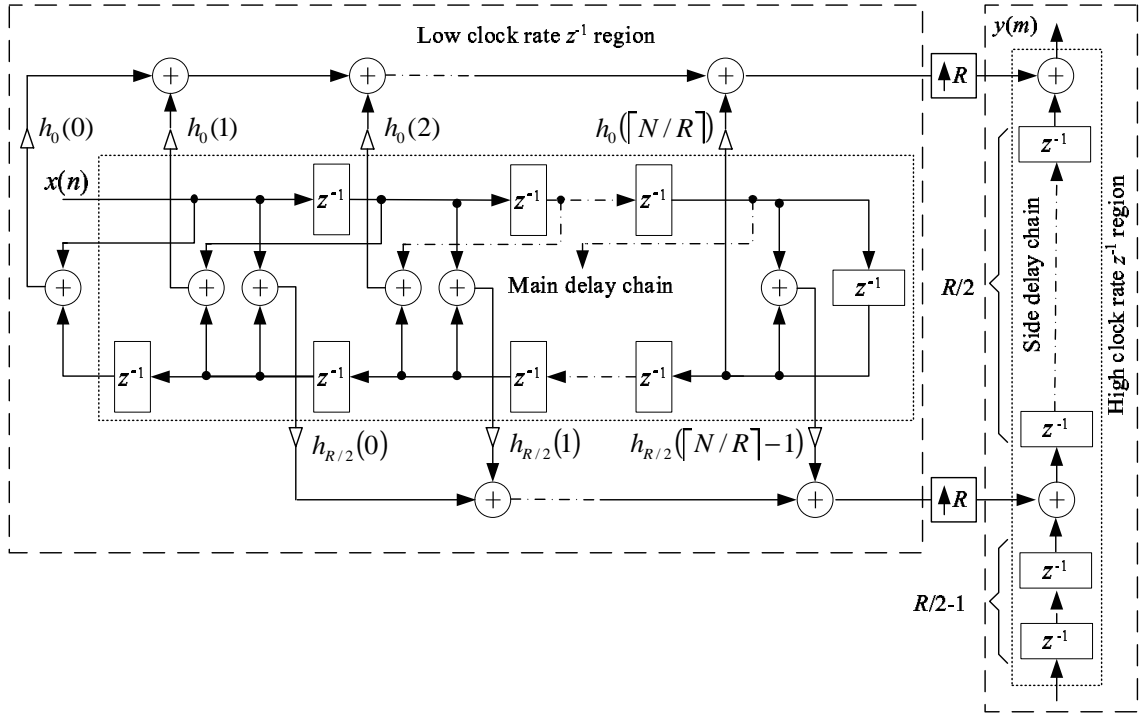 y(m)
Low clock rate z⁻¹ region
↑R
+ + + +
h₀(0) h₀(1) h₀(2) h₀(⌈N/R⌉)
z⁻¹
x(n)
z⁻¹ z⁻¹ z⁻¹
+ + + + + +
Main delay chain
z⁻¹
R/2
Side delay chain
High clock rate z⁻¹ region
z⁻¹ z⁻¹ z⁻¹ z⁻¹
z⁻¹
h_{R/2}(0) h_{R/2}(1) h_{R/2}(⌈N/R⌉−1)
+ + ↑R +
z⁻¹
R/2-1
z⁻¹